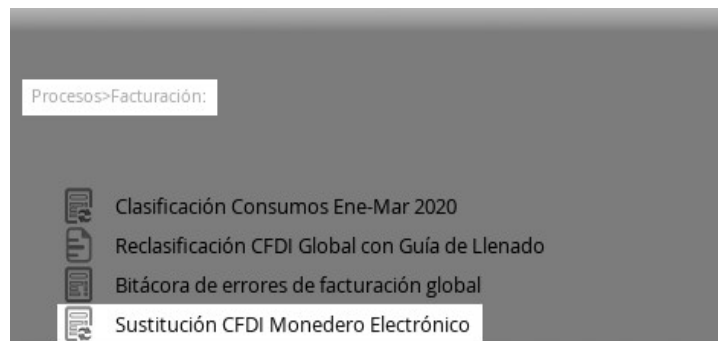 Procesos>Facturación:
Clasificación Consumos Ene-Mar 2020
Reclasificación CFDI Global con Guía de Llenado
Bitácora de errores de facturación global
Sustitución CFDI Monedero Electrónico